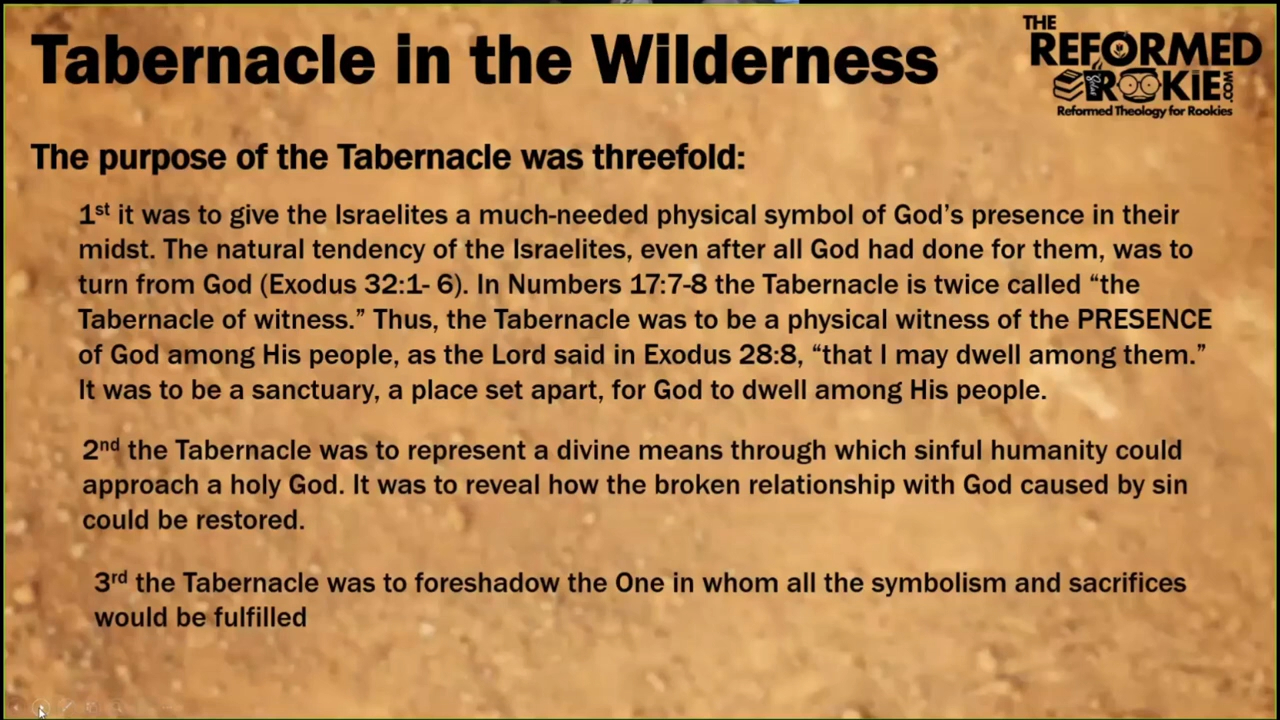 Tabernacle in the Wilderness
THE
REFORMED
ROOKIE
.COM
Reformed Theology for Rookies
The purpose of the Tabernacle was threefold:
1st it was to give the Israelites a much-needed physical symbol of God’s presence in their
midst. The natural tendency of the Israelites, even after all God had done for them, was to
turn from God (Exodus 32:1- 6). In Numbers 17:7-8 the Tabernacle is twice called “the
Tabernacle of witness.” Thus, the Tabernacle was to be a physical witness of the PRESENCE
of God among His people, as the Lord said in Exodus 28:8, “that I may dwell among them.”
It was to be a sanctuary, a place set apart, for God to dwell among His people.
2nd the Tabernacle was to represent a divine means through which sinful humanity could
approach a holy God. It was to reveal how the broken relationship with God caused by sin
could be restored.
3rd the Tabernacle was to foreshadow the One in whom all the symbolism and sacrifices
would be fulfilled